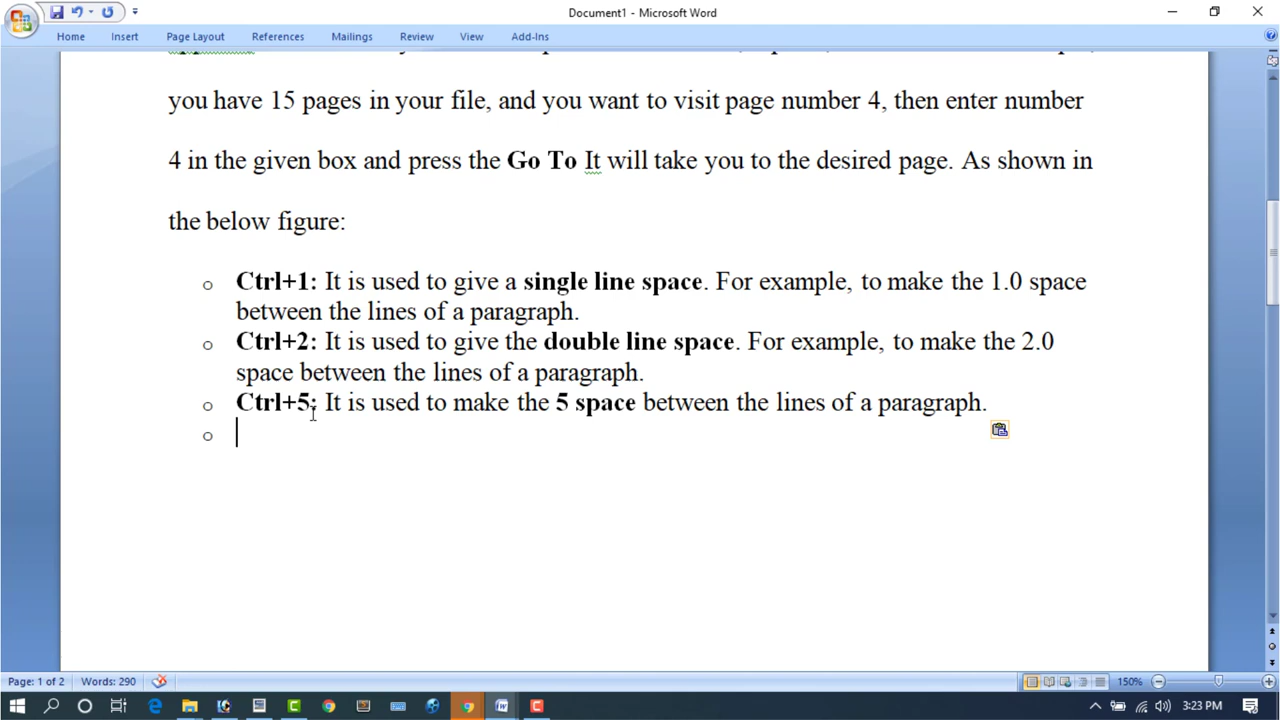 Document1 - Microsoft Word
Home Insert Page Layout References Mailings Review View Add-Ins
you have 15 pages in your file, and you want to visit page number 4, then enter number
4 in the given box and press the Go To It will take you to the desired page. As shown in
the below figure:
o Ctrl+1: It is used to give a single line space. For example, to make the 1.0 space
between the lines of a paragraph.
o Ctrl+2: It is used to give the double line space. For example, to make the 2.0
space between the lines of a paragraph.
o Ctrl+5: It is used to make the 5 space between the lines of a paragraph.
o
Page: 1 of 2 Words: 290 150%
3:23 PM